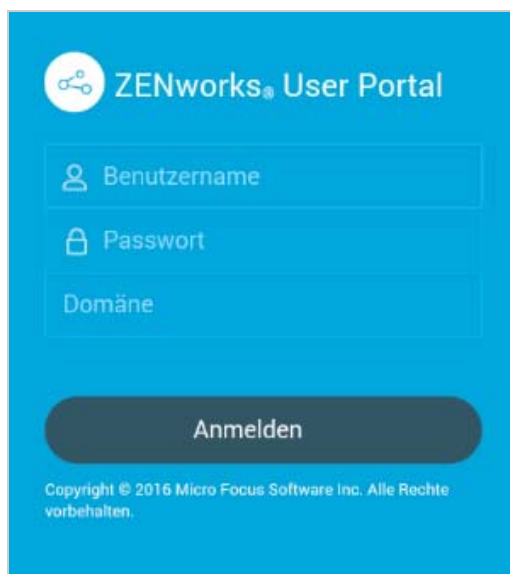 ZENworks® User Portal
Benutzername
Passwort
Domäne
Anmelden
Copyright © 2016 Micro Focus Software Inc. Alle Rechte
vorbehalten.